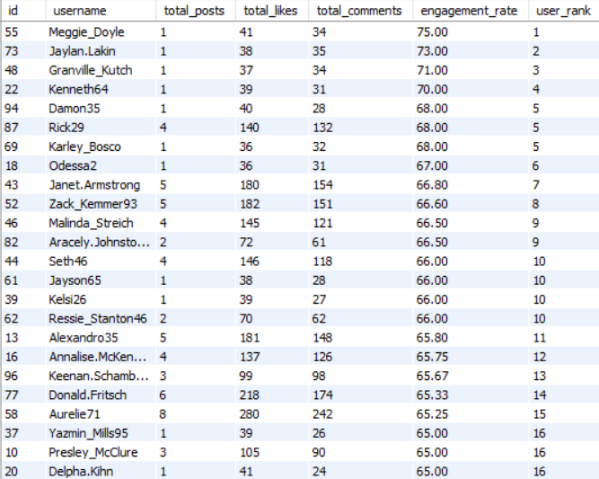 id username total_posts total_likes total_comments engagement_rate user_rank
55 Meggie_Doyle 1 41 34 75.00 1
73 Jaylan.Lakin 1 38 35 73.00 2
48 Granville_Kutch 1 37 34 71.00 3
22 Kenneth64 1 39 31 70.00 4
94 Damon35 1 40 28 68.00 5
87 Rick29 4 140 132 68.00 5
69 Karley_Bosco 1 36 32 68.00 5
18 Odessa2 1 36 31 67.00 6
43 Janet.Armstrong 5 180 154 66.80 7
52 Zack_Kemmer93 5 182 151 66.60 8
46 Malinda_Streich 4 145 121 66.50 9
82 Aracely.Johnsto... 2 72 61 66.50 9
44 Seth46 4 146 118 66.00 10
61 Jayson65 1 38 28 66.00 10
39 Kelsi26 1 39 27 66.00 10
62 Ressie_Stanton46 2 70 62 66.00 10
13 Alexandro35 5 181 148 65.80 11
16 Annalise.McKen... 4 137 126 65.75 12
96 Keenan.Schamb... 3 99 98 65.67 13
77 Donald.Fritsch 6 218 174 65.33 14
58 Aurelie71 8 280 242 65.25 15
37 Yazmin_Mills95 1 39 26 65.00 16
10 Presley_McClure 3 105 90 65.00 16
20 Delpha.Kihn 1 41 24 65.00 16